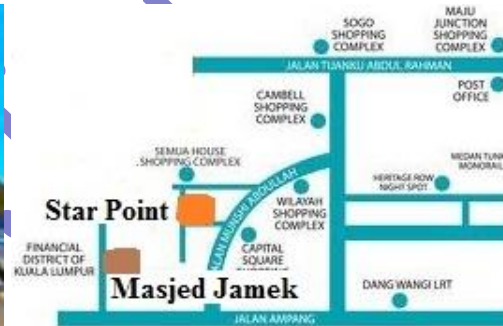 SOGO
SHOPPING
COMPLEX
MAJU
JUNCTION
SHOPPING
COMPLEX
JALAN TUANKU ABDUL RAHMAN
POST
OFFICE
CAMBELL
SHOPPING
COMPLEX
SEMUA HOUSE
SHOPPING COMPLEX
MEDAN TUNK
MONORAIL
HERITAGE ROW
NIGHT SPOT
JALAN MUNSHI ABDULLAH
WILAYAH
SHOPPING
COMPLEX
Star Point
CAPITAL
SQUARE
FINANCIAL
DISTRICT OF
KUALA LUMPUR
Masjed Jamek
DANG WANGI LRT
JALAN AMPANG